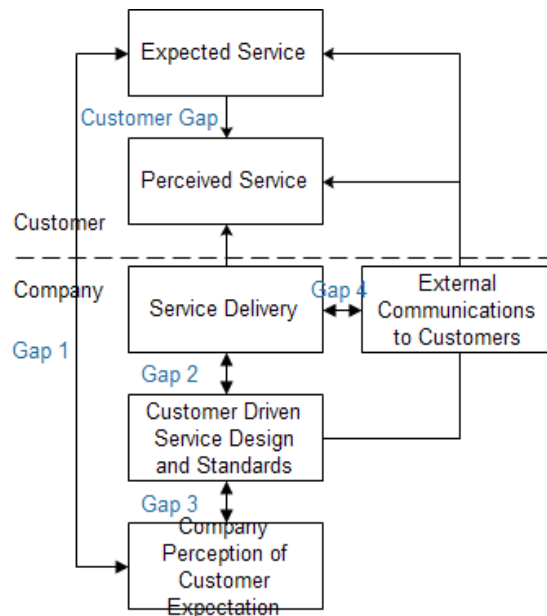 Expected Service
Customer Gap
Perceived Service
Customer
Company
Service Delivery
Gap 4
External
Communications
to Customers
Gap 1
Gap 2
Customer Driven
Service Design
and Standards
Gap 3
Company
Perception of
Customer
Expectation